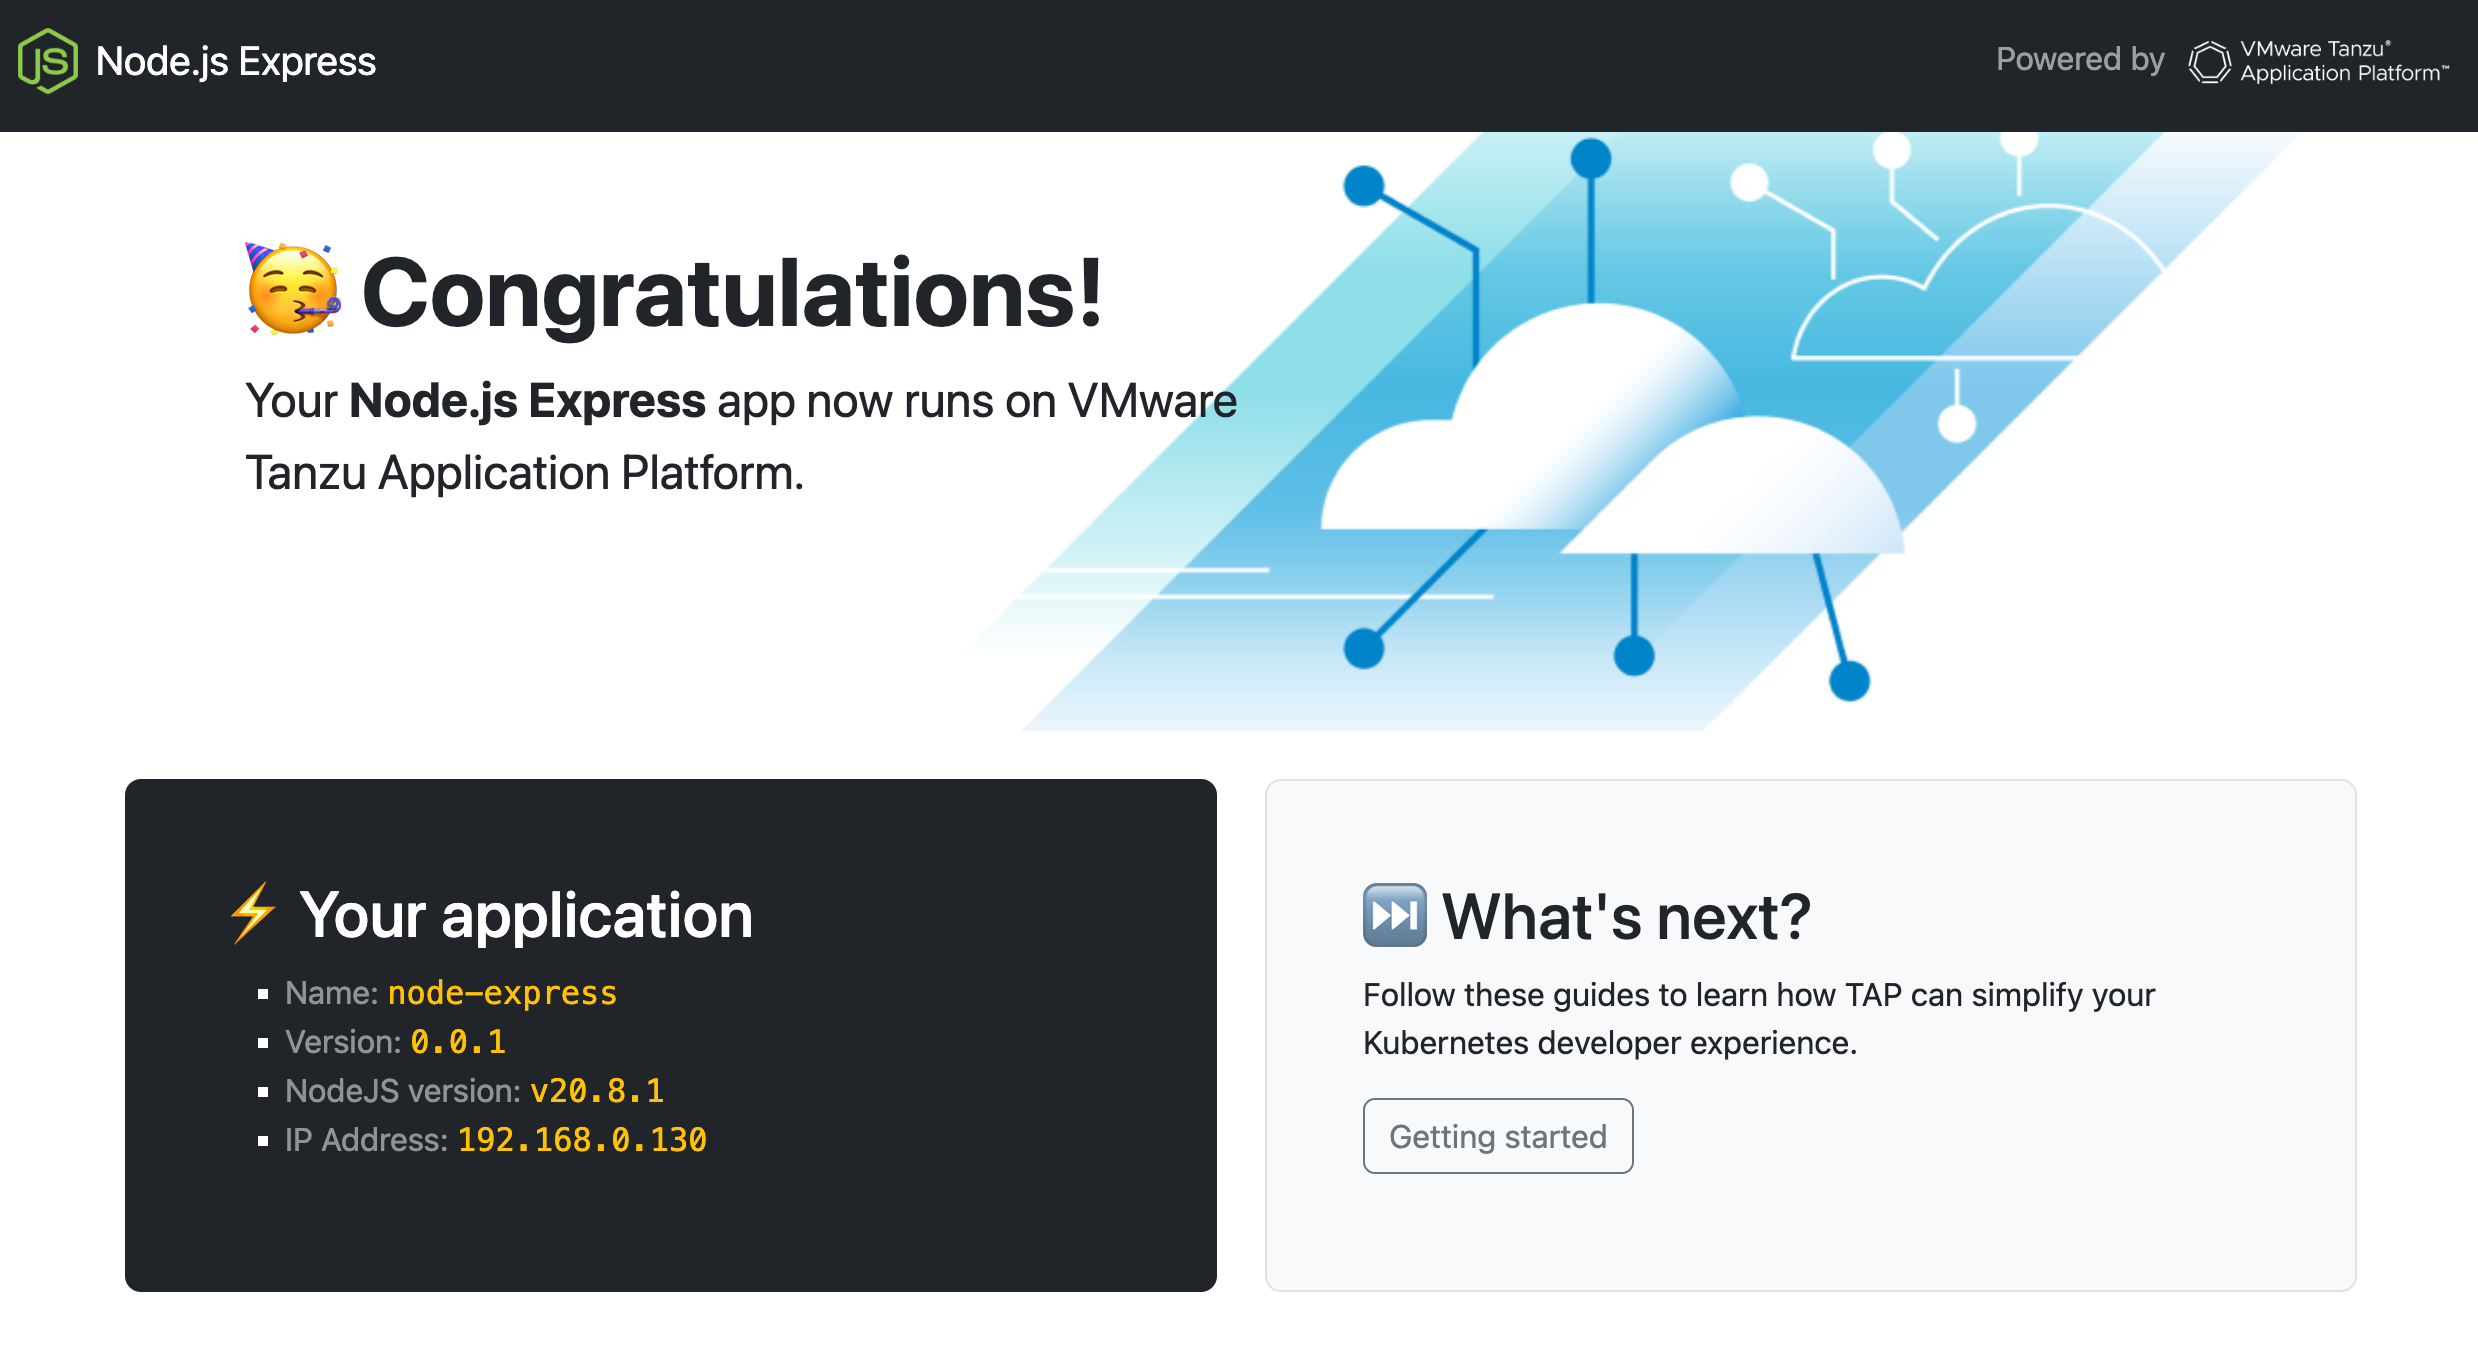 Node.js Express
Powered by
VMware Tanzu®
Application Platform™
🥳 Congratulations!
Your Node.js Express app now runs on VMware
Tanzu Application Platform.
⚡ Your application
▪ Name: node-express
▪ Version: 0.0.1
▪ NodeJS version: v20.8.1
▪ IP Address: 192.168.0.130
⏭️ What's next?
Follow these guides to learn how TAP can simplify your
Kubernetes developer experience.
Getting started